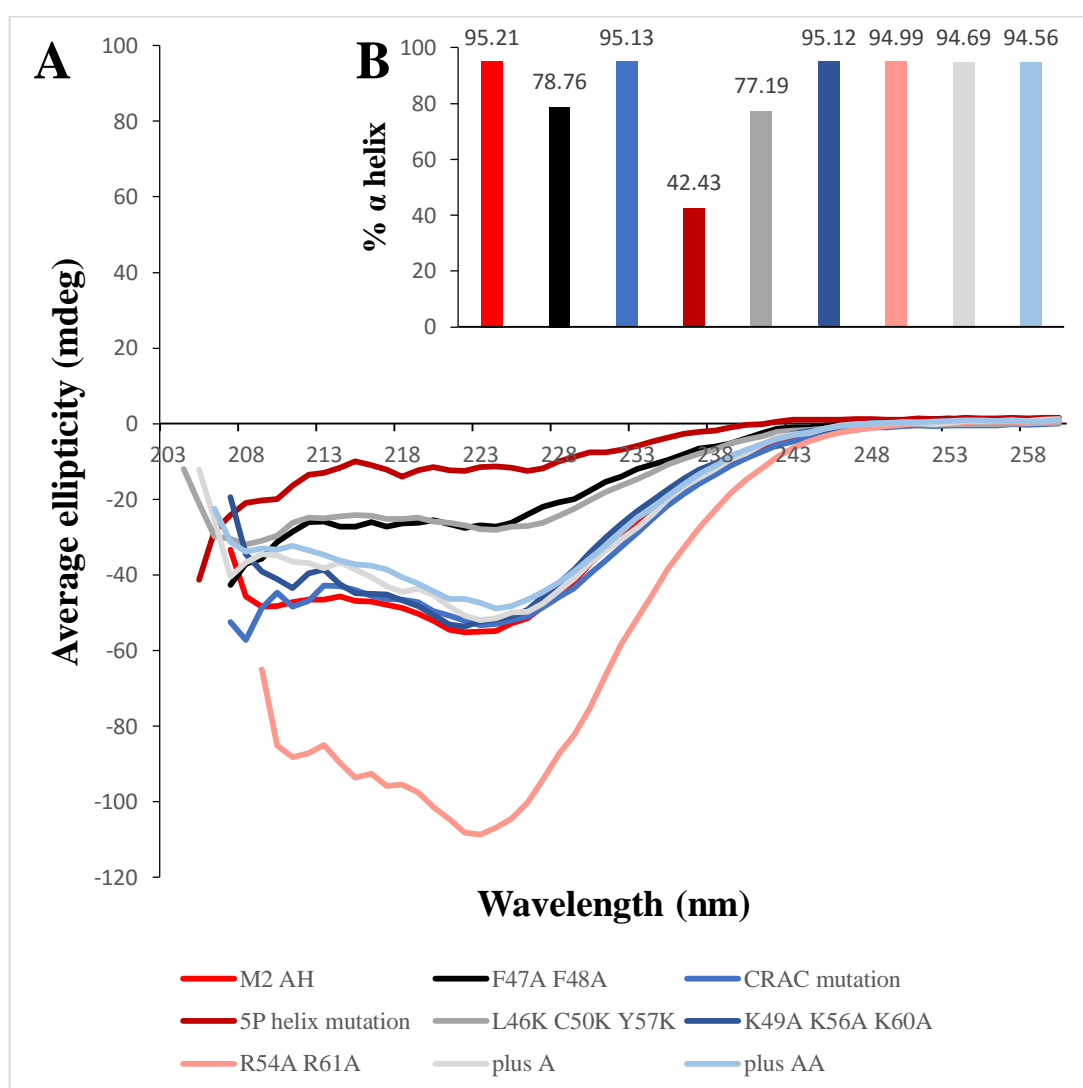 A
B
Average ellipticity (mdeg)
100
80
60
40
20
0
-20
-40
-60
-80
-100
-120
203 208 213 218 223 228 233 238 243 248 253 258
Wavelength (nm)
% α helix
100
80
60
40
20
0
95.21 78.76 95.13 42.43 77.19 95.12 94.99 94.69 94.56
M2 AH F47A F48A CRAC mutation
5P helix mutation L46K C50K Y57K K49A K56A K60A
R54A R61A plus A plus AA